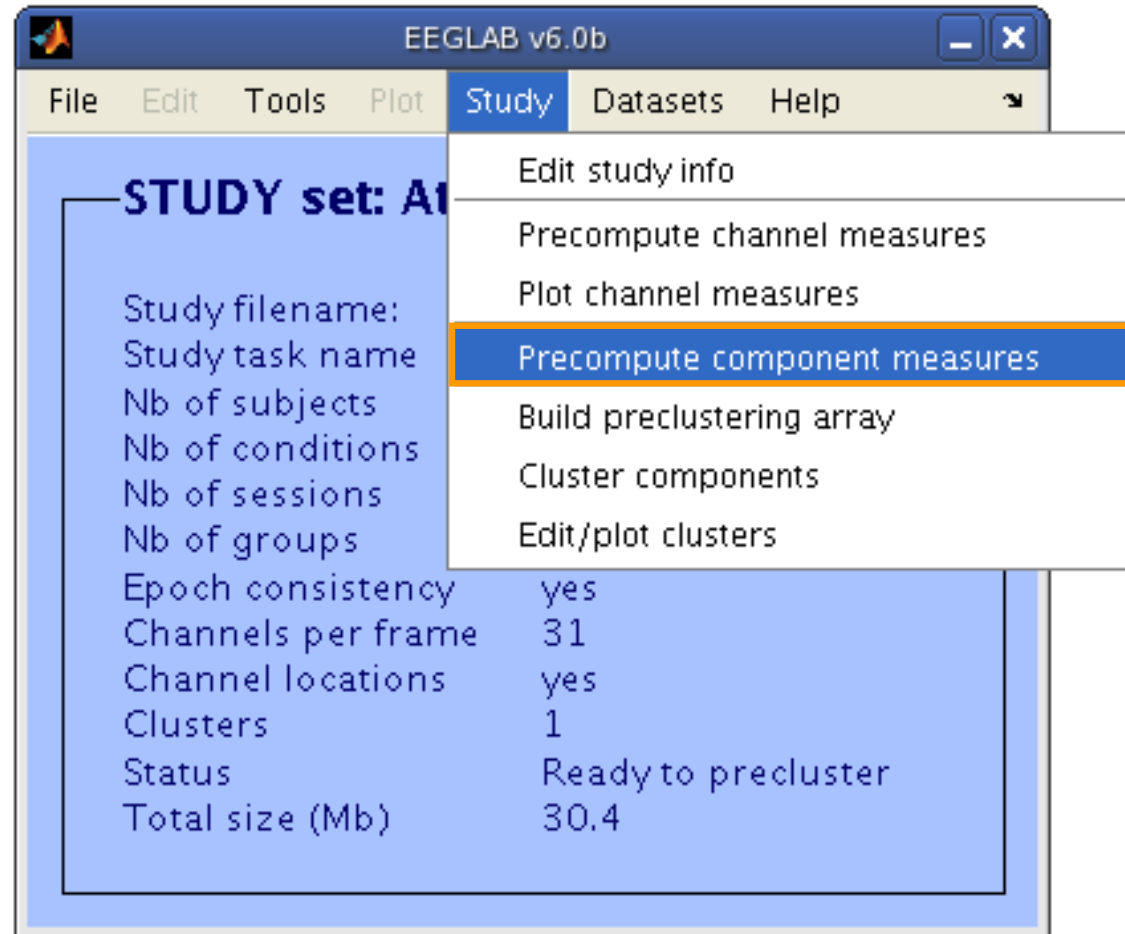 EEGLAB v6.0b
File Edit Tools Plot Study Datasets Help
Edit study info
STUDY set: At
Precompute channel measures
Plot channel measures
Study filename:
Study task name
Precompute component measures
Nb of subjects
Build preclustering array
Nb of conditions
Cluster components
Nb of sessions
Edit/plot clusters
Nb of groups
Epoch consistency yes
Channels per frame 31
Channel locations yes
Clusters 1
Status Ready to precluster
Total size (Mb) 30.4